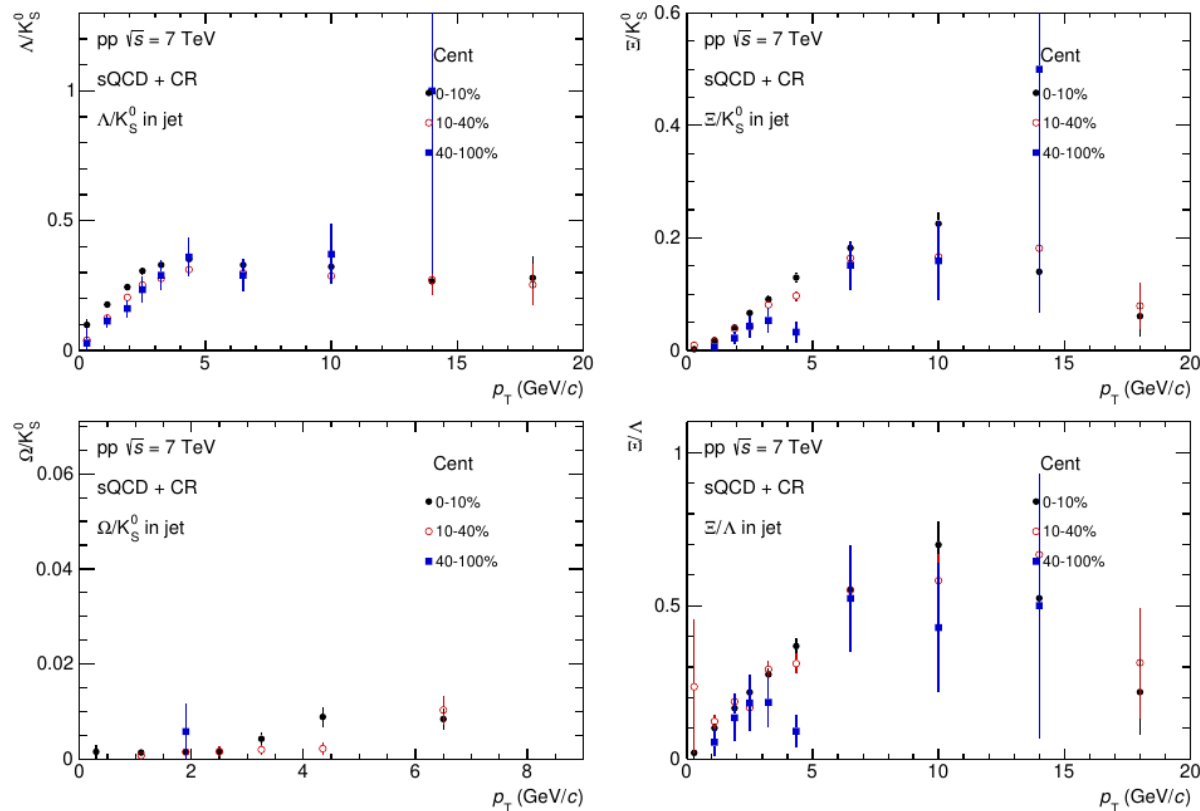 Λ/K⁰_S
pp √s = 7 TeV
sQCD + CR
Λ/K⁰_S in jet
Cent
0-10%
10-40%
40-100%
1
0.5
0
0 5 10 15 20
p_T (GeV/c)
Ξ/K⁰_S
pp √s = 7 TeV
sQCD + CR
Ξ/K⁰_S in jet
Cent
0-10%
10-40%
40-100%
0.6
0.4
0.2
0
0 5 10 15 20
p_T (GeV/c)
Ω/K⁰_S
pp √s = 7 TeV
sQCD + CR
Ω/K⁰_S in jet
Cent
0-10%
10-40%
40-100%
0.06
0.04
0.02
0
0 2 4 6 8
p_T (GeV/c)
Ξ/Λ
pp √s = 7 TeV
sQCD + CR
Ξ/Λ in jet
Cent
0-10%
10-40%
40-100%
1
0.5
0
0 5 10 15 20
p_T (GeV/c)